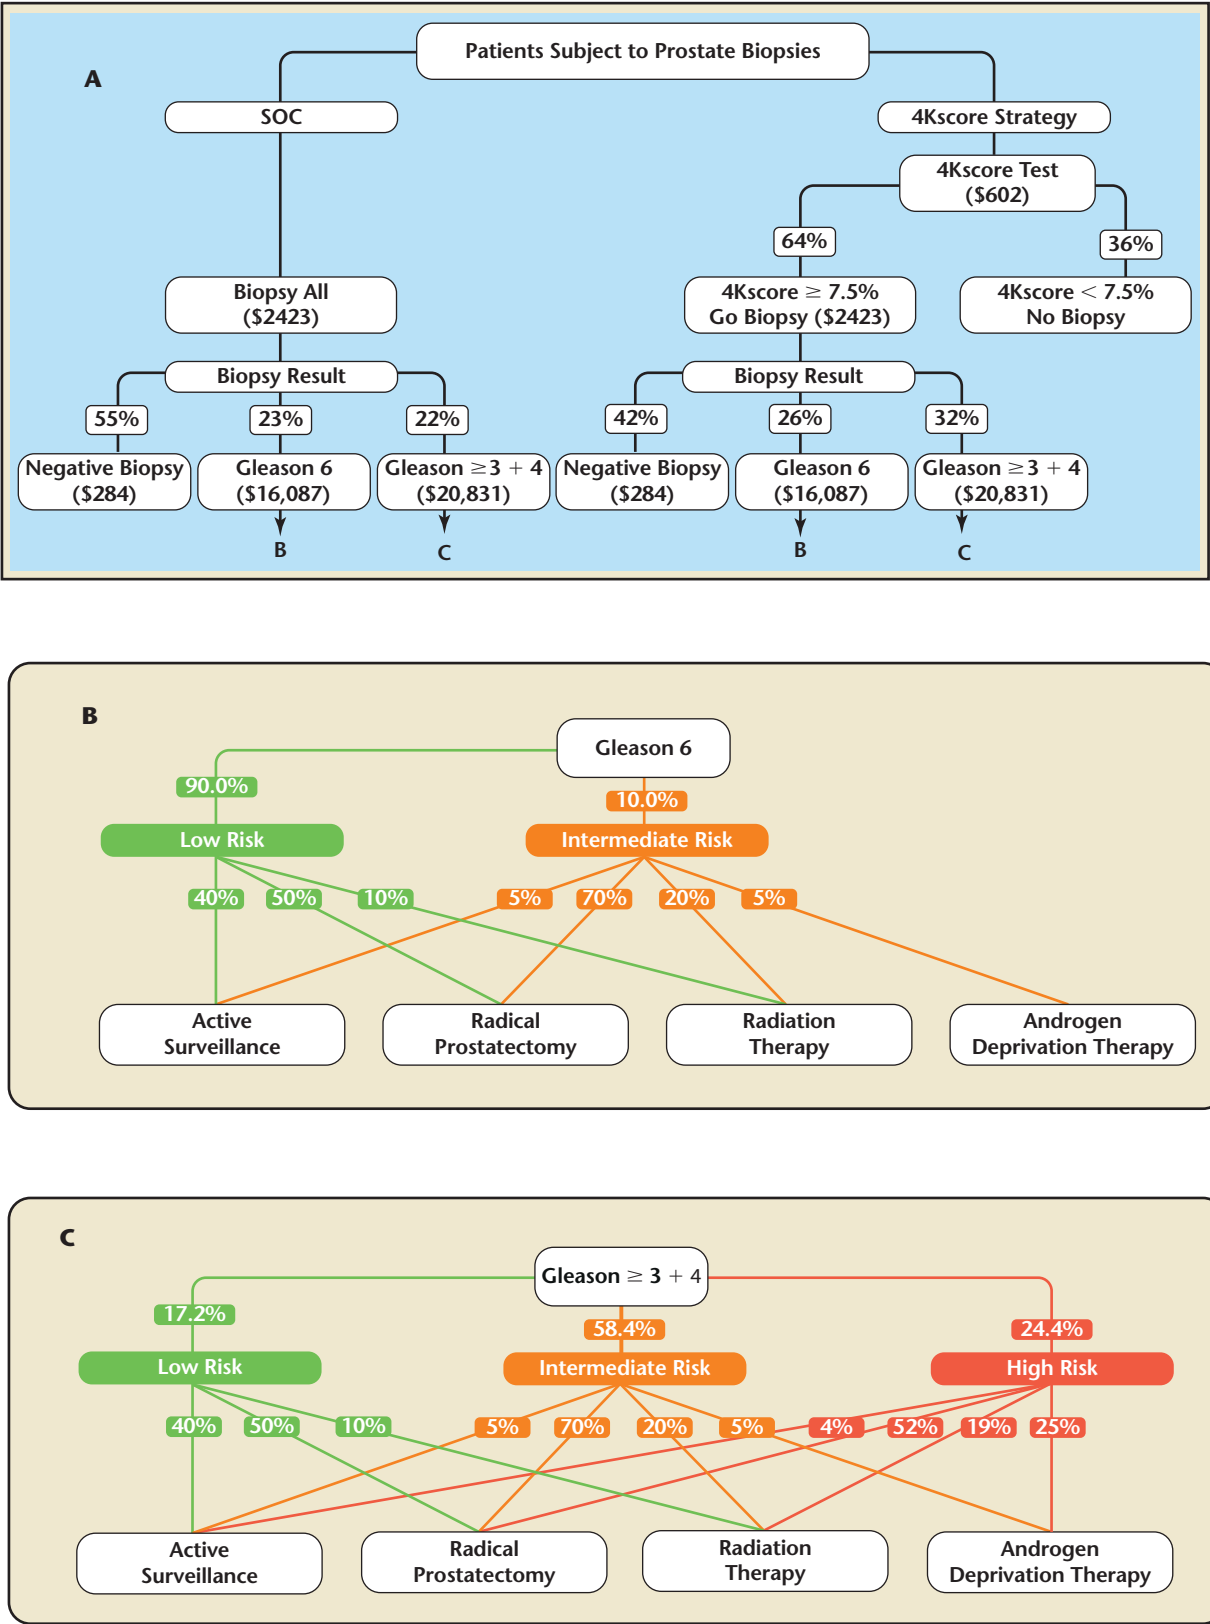 Patients Subject to Prostate Biopsies
A
SOC
4Kscore Strategy
4Kscore Test
($602)
64%
36%
Biopsy All
($2423)
4Kscore ≥ 7.5%
Go Biopsy ($2423)
4Kscore < 7.5%
No Biopsy
Biopsy Result
Biopsy Result
55%
23%
22%
42%
26%
32%
Negative Biopsy
($284)
Gleason 6
($16,087)
Gleason ≥3 + 4
($20,831)
Negative Biopsy
($284)
Gleason 6
($16,087)
Gleason ≥3 + 4
($20,831)
B
C
B
C
B
Gleason 6
90.0%
10.0%
Low Risk
Intermediate Risk
40%
50%
10%
5%
70%
20%
5%
Active
Surveillance
Radical
Prostatectomy
Radiation
Therapy
Androgen
Deprivation Therapy
C
Gleason ≥ 3 + 4
17.2%
58.4%
24.4%
Low Risk
Intermediate Risk
High Risk
40%
50%
10%
5%
70%
20%
5%
4%
52%
19%
25%
Active
Surveillance
Radical
Prostatectomy
Radiation
Therapy
Androgen
Deprivation Therapy